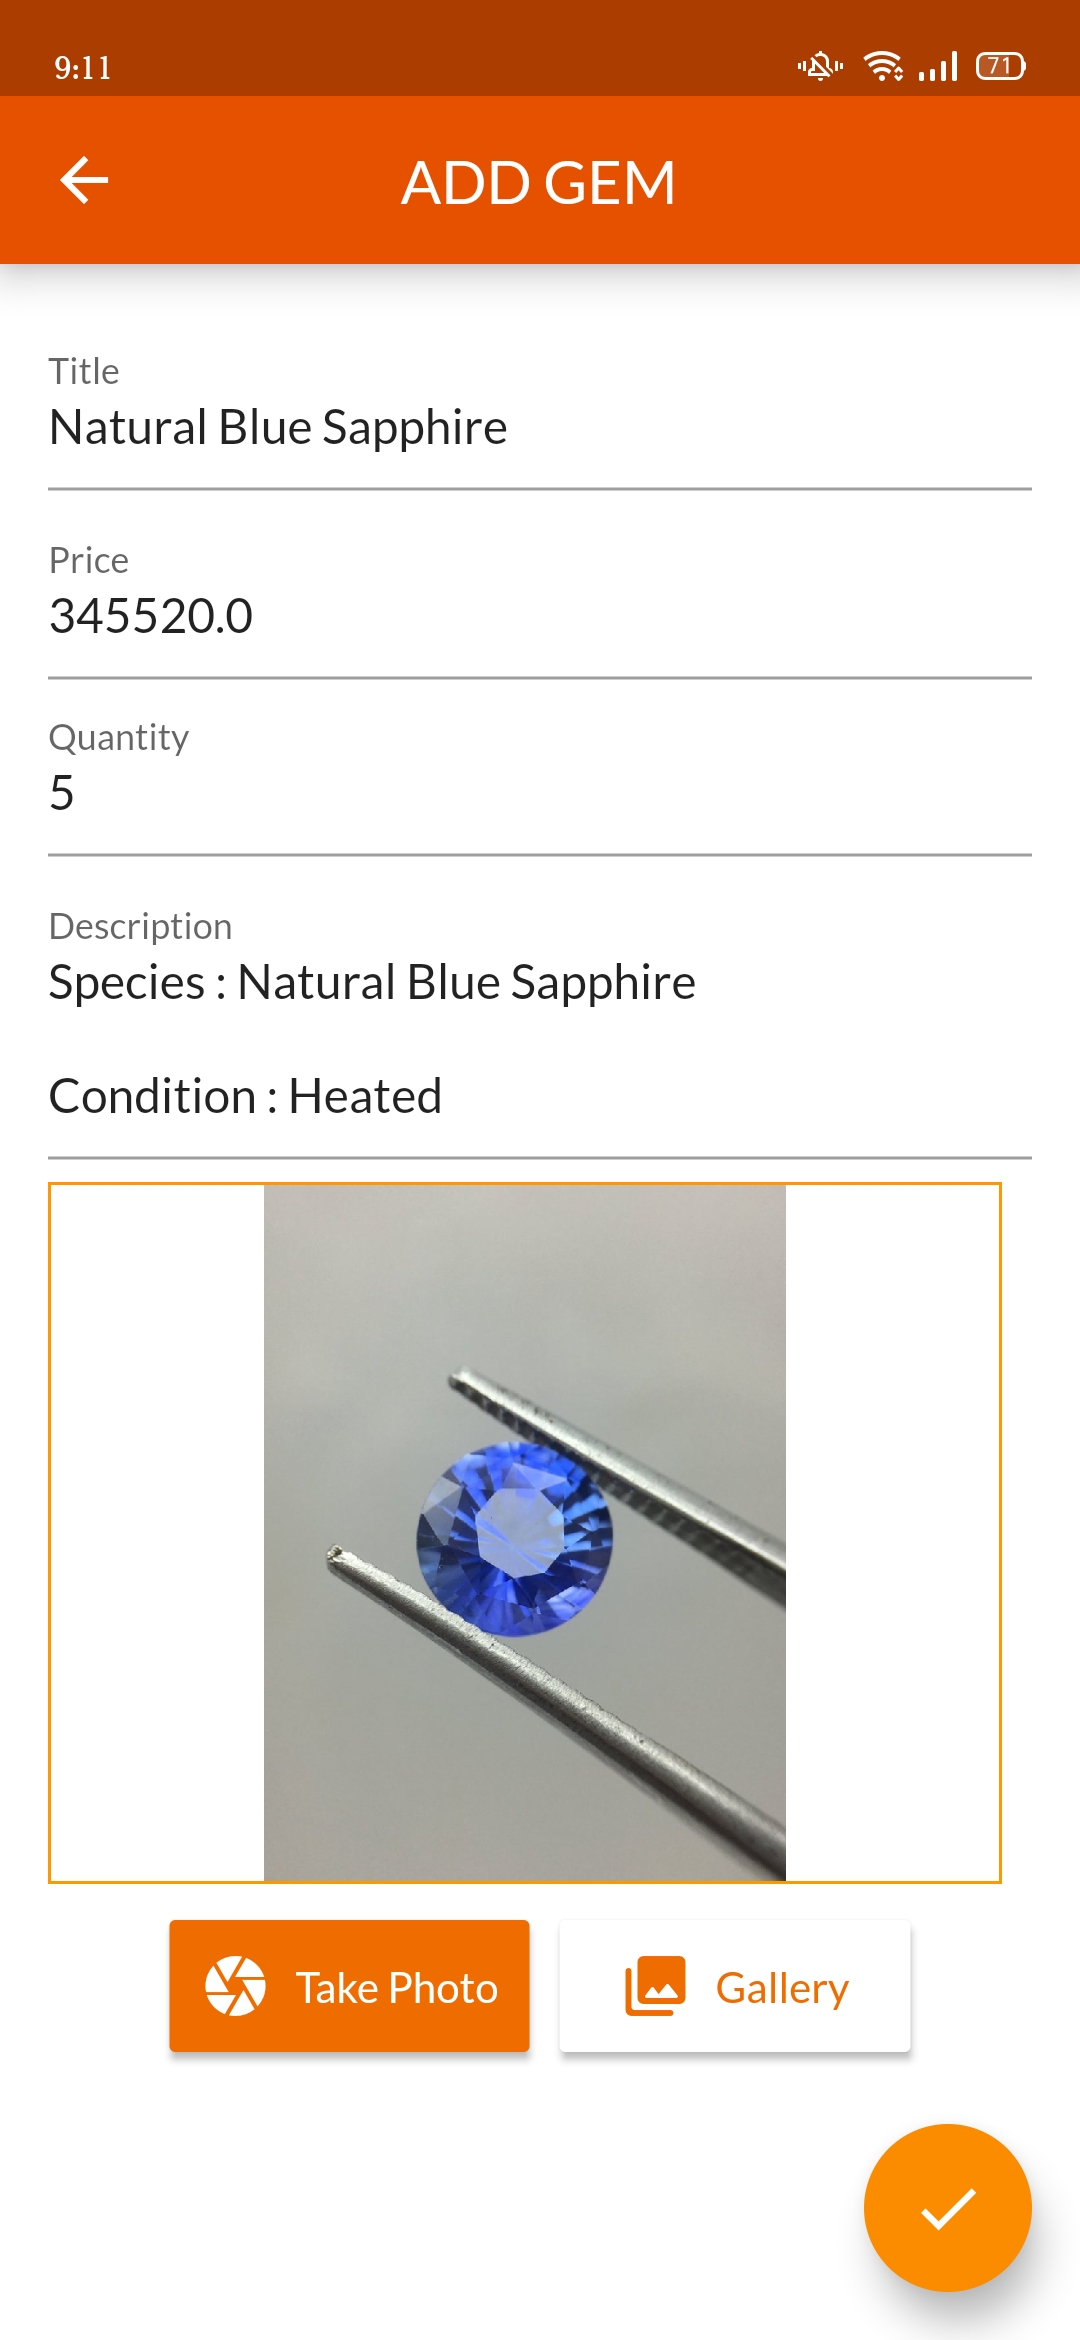 9:11
71
ADD GEM
Title
Natural Blue Sapphire
Price
345520.0
Quantity
5
Description
Species : Natural Blue Sapphire
Condition : Heated
Take Photo
Gallery